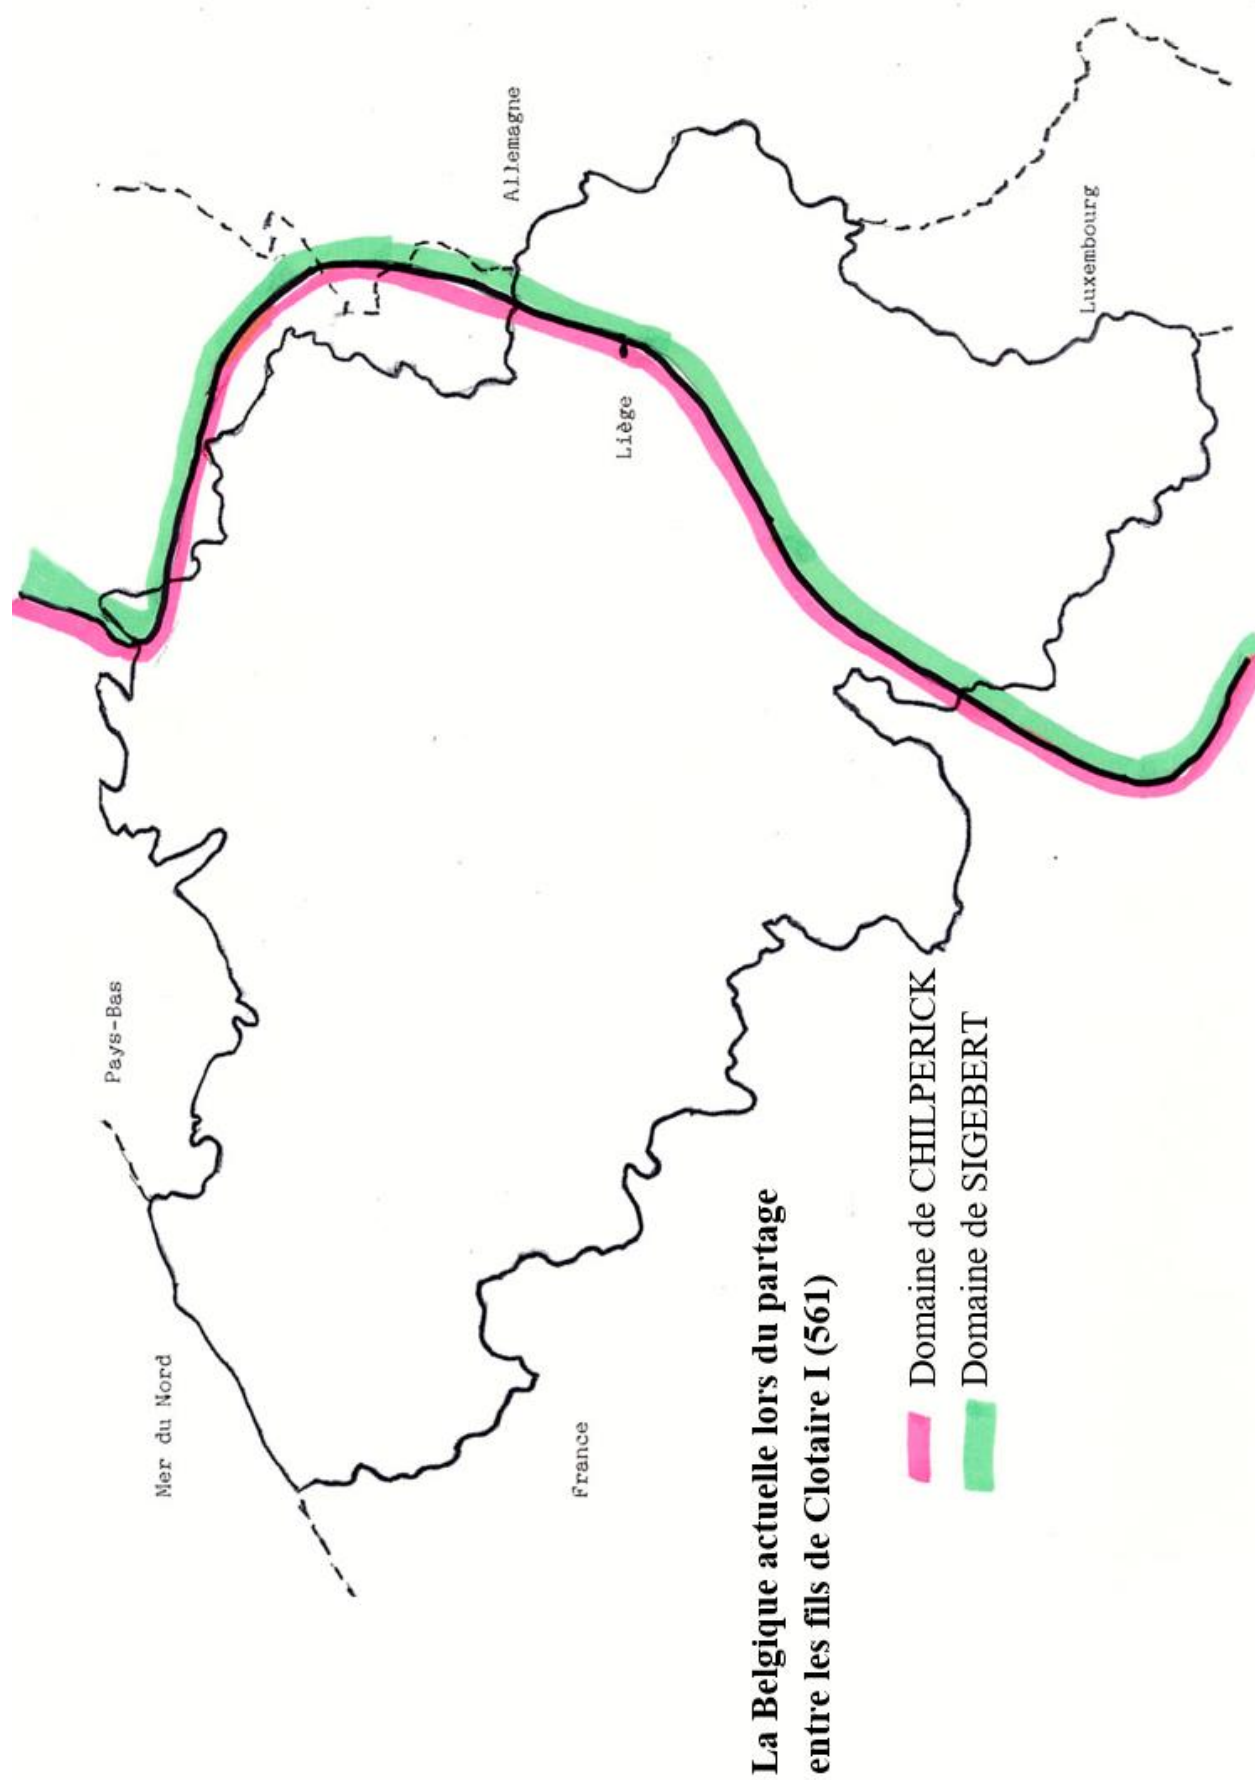 Mer du Nord
Pays-Bas
Allemagne
Liège
France
Luxembourg
La Belgique actuelle lors du partage
entre les fils de Clotaire I (561)
Domaine de CHILPERICK
Domaine de SIGEBERT